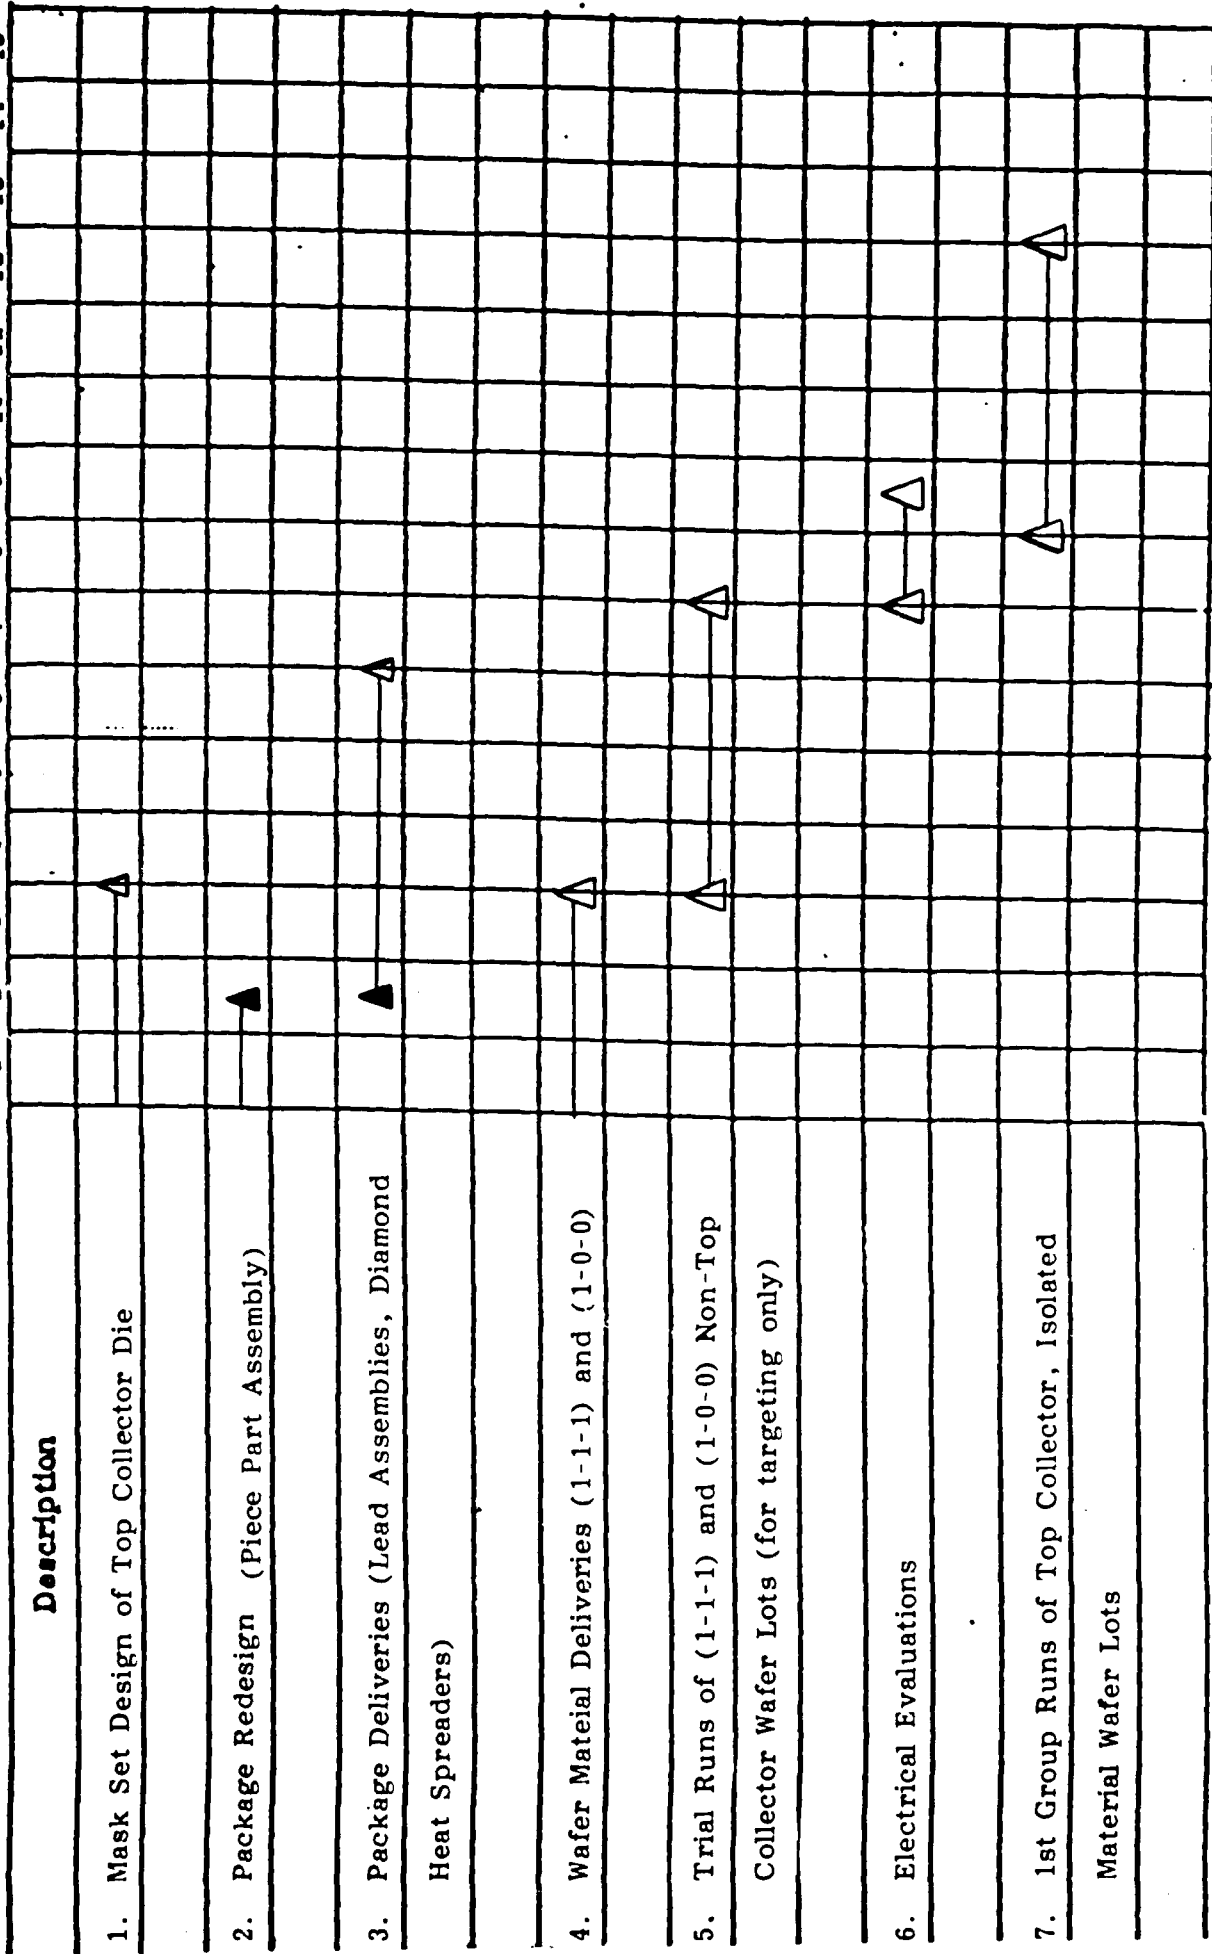 Description
1. Mask Set Design of Top Collector Die
2. Package Redesign (Piece Part Assembly)
3. Package Deliveries (Lead Assemblies, Diamond
Heat Spreaders)
4. Wafer Mateial Deliveries (1-1-1) and (1-0-0)
5. Trial Runs of (1-1-1) and (1-0-0) Non-Top
Collector Wafer Lots (for targeting only)
6. Electrical Evaluations
7. 1st Group Runs of Top Collector, Isolated
Material Wafer Lots